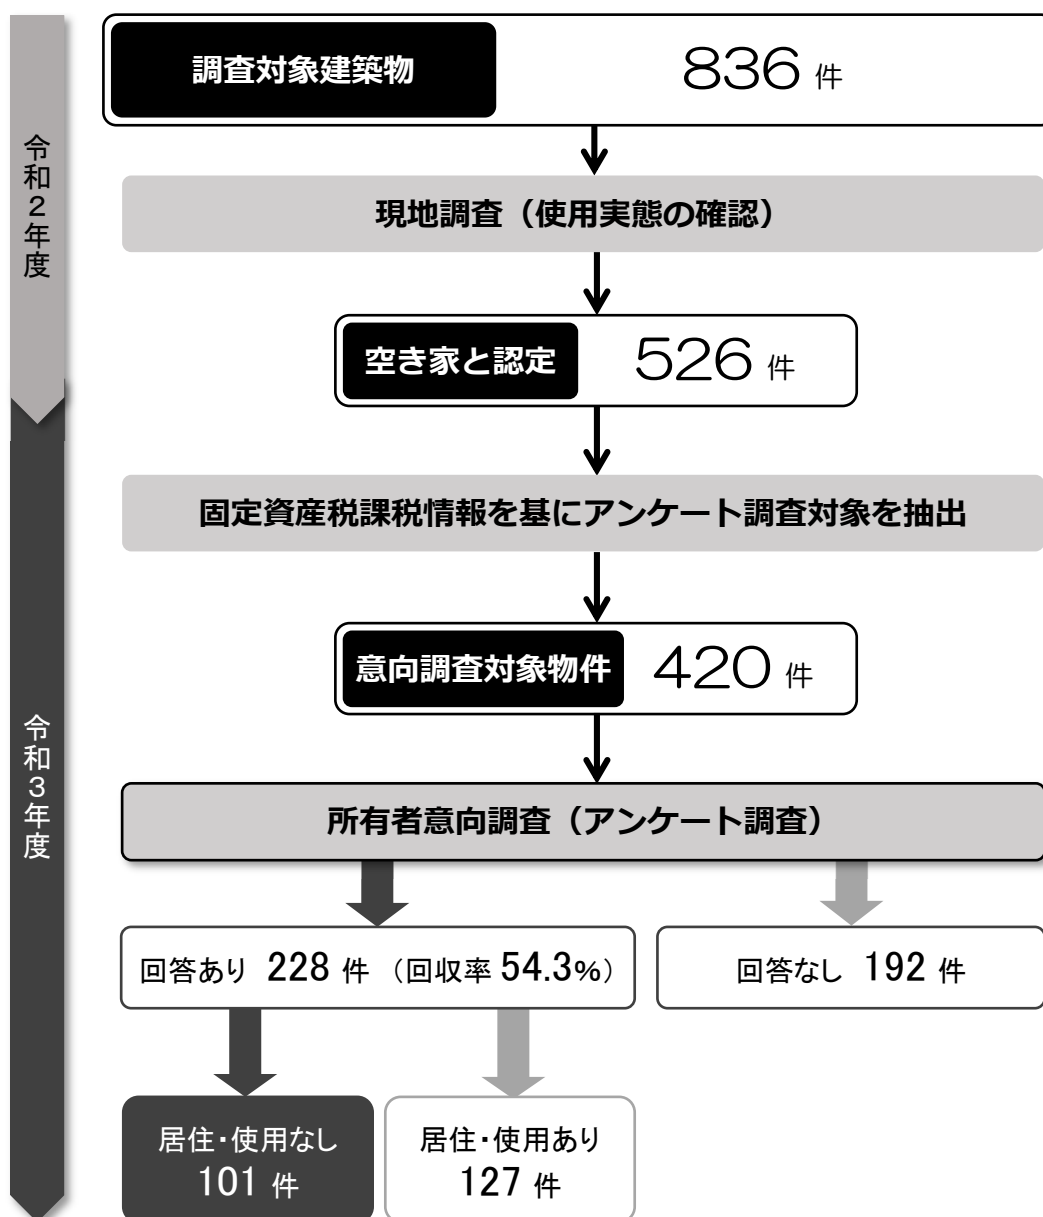 令和２年度
調査対象建築物 836 件
現地調査（使用実態の確認）
空き家と認定 526 件
固定資産税課税情報を基にアンケート調査対象を抽出
意向調査対象物件 420 件
令和３年度
所有者意向調査（アンケート調査）
回答あり 228 件 （回収率 54.3%）
回答なし 192 件
居住・使用なし
101 件
居住・使用あり
127 件